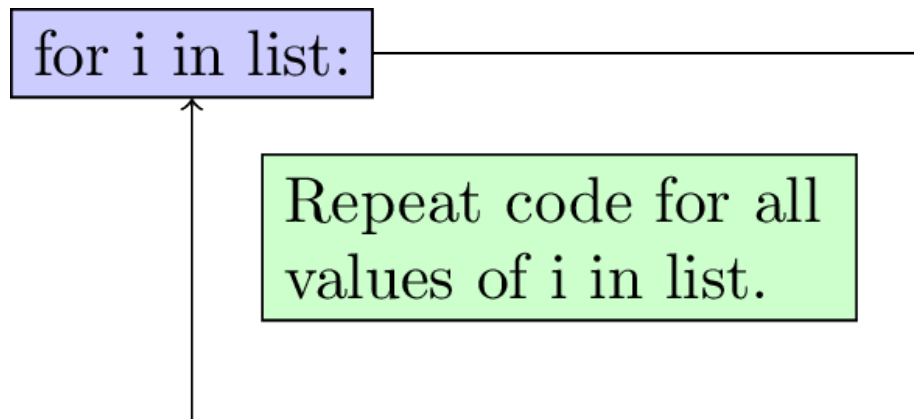 for i in list:
Repeat code for all
values of i in list.